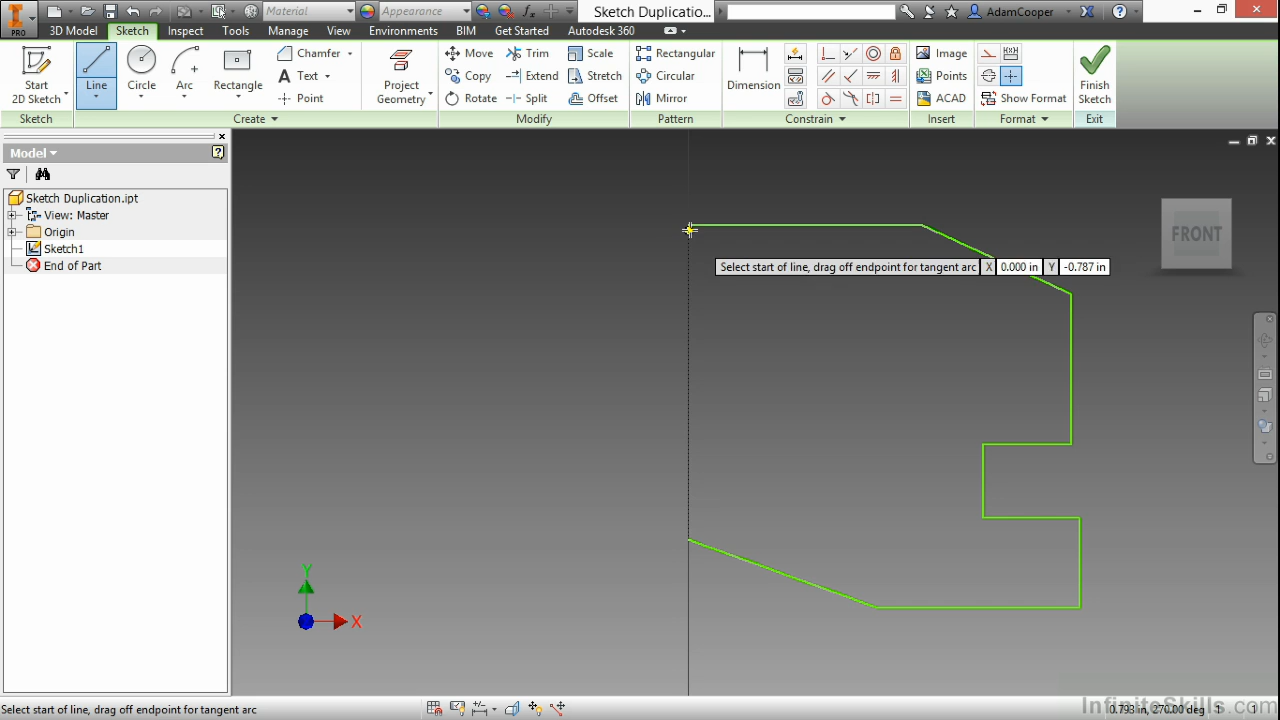 PRO
Material
Appearance
Sketch Duplicatio...
AdamCooper
3D Model Sketch Inspect Tools Manage View Environments BIM Get Started Autodesk 360
Start
2D Sketch
Line
Circle
Arc
Rectangle
Chamfer
Text
Point
Project
Geometry
Move
Copy
Rotate
Trim
Extend
Split
Scale
Stretch
Offset
Rectangular
Circular
Mirror
Dimension
Image
Points
ACAD
Show Format
Finish
Sketch
Sketch Create Modify Pattern Constrain Insert Format Exit
Model
Sketch Duplication.ipt
View: Master
Origin
Sketch1
End of Part
FRONT
Select start of line, drag off endpoint for tangent arc X 0.000 in Y -0.787 in
Y
X
Select start of line, drag off endpoint for tangent arc
0.793 in, 270.00 deg 1 1
InfiniteSkills.com